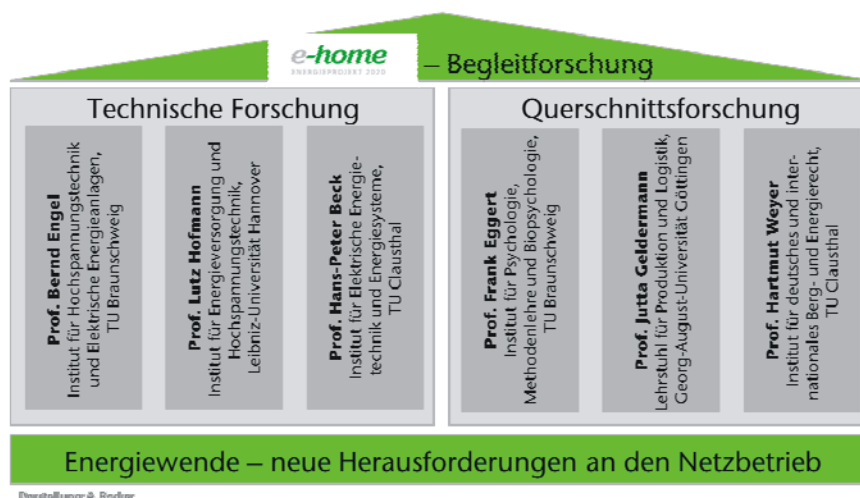 e-home
ENERGIEPROJEKT 2020
– Begleitforschung
Technische Forschung
Prof. Bernd Engel
Institut für Hochspannungstechnik
und Elektrische Energieanlagen,
TU Braunschweig
Prof. Lutz Hofmann
Institut für Energieversorgung und
Hochspannungstechnik,
Leibniz-Universität Hannover
Prof. Hans-Peter Beck
Institut für Elektrische Energie-
technik und Energiesysteme,
TU Clausthal
Querschnittsforschung
Prof. Frank Eggert
Institut für Psychologie,
Methodenlehre und Biopsychologie,
TU Braunschweig
Prof. Jutta Geldermann
Lehrstuhl für Produktion und Logistik,
Georg-August-Universität Göttingen
Prof. Hartmut Weyer
Institut für deutsches und inter-
nationales Berg- und Energierecht,
TU Clausthal
Energiewende – neue Herausforderungen an den Netzbetrieb
Darstellung: A.